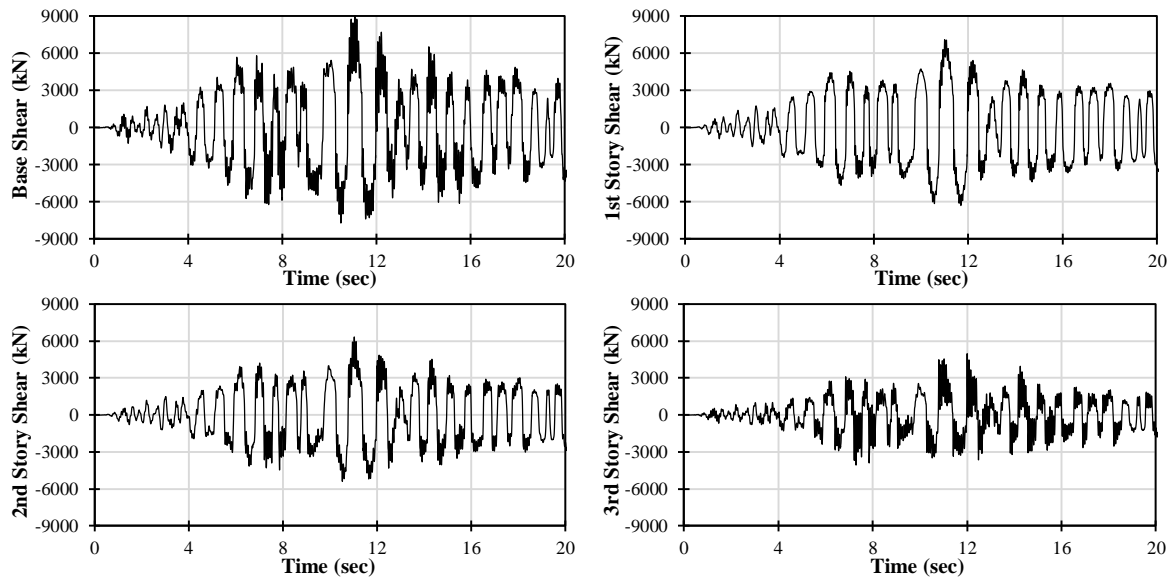 Base Shear (kN)
9000
6000
3000
0
-3000
-6000
-9000
0 4 8 12 16 20
Time (sec)
1st Story Shear (kN)
9000
6000
3000
0
-3000
-6000
-9000
0 4 8 12 16 20
Time (sec)
2nd Story Shear (kN)
9000
6000
3000
0
-3000
-6000
-9000
0 4 8 12 16 20
Time (sec)
3rd Story Shear (kN)
9000
6000
3000
0
-3000
-6000
-9000
0 4 8 12 16 20
Time (sec)